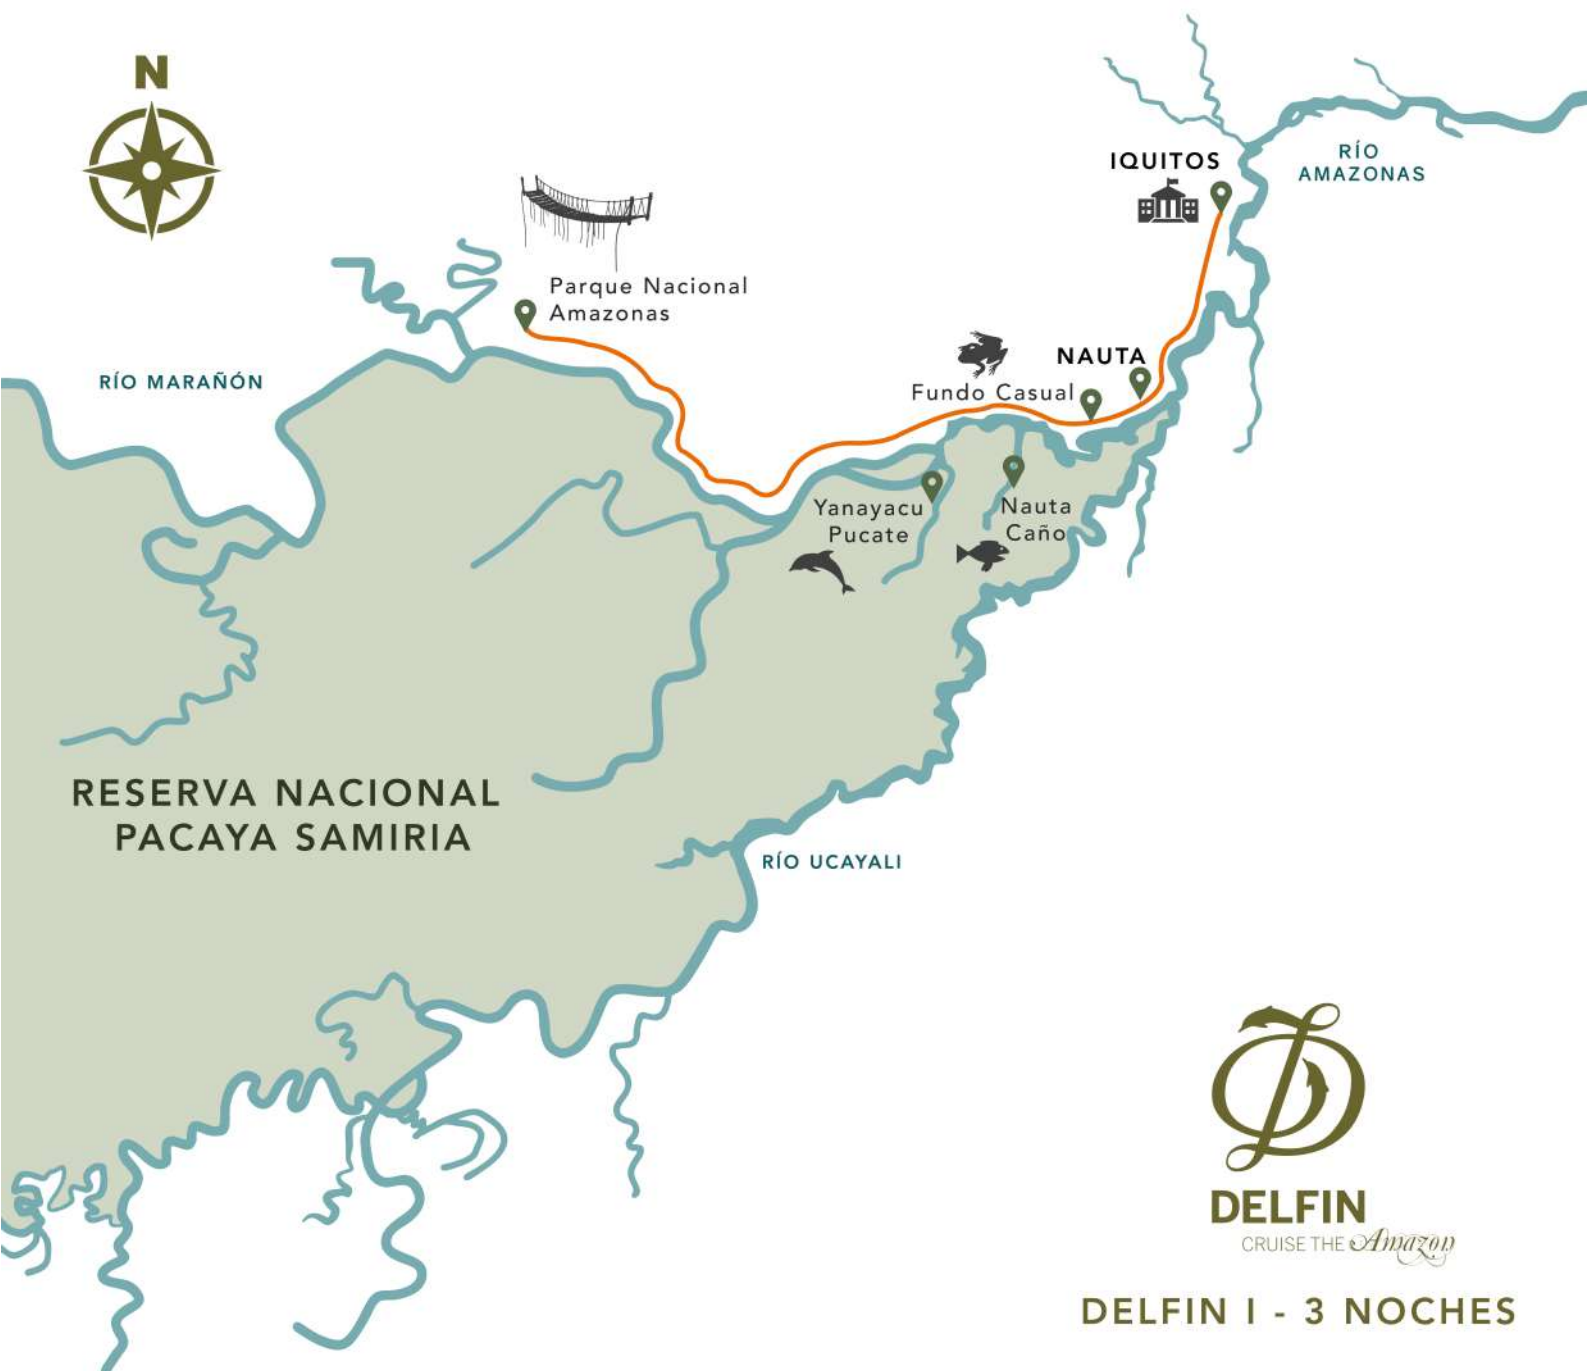 N
IQUITOS
RÍO
AMAZONAS
Parque Nacional
Amazonas
NAUTA
RÍO MARAÑÓN
Fundo Casual
Yanayacu
Pucate
Nauta
Caño
RESERVA NACIONAL
PACAYA SAMIRIA
RÍO UCAYALI
DELFIN
CRUISE THE Amazon
DELFIN I - 3 NOCHES